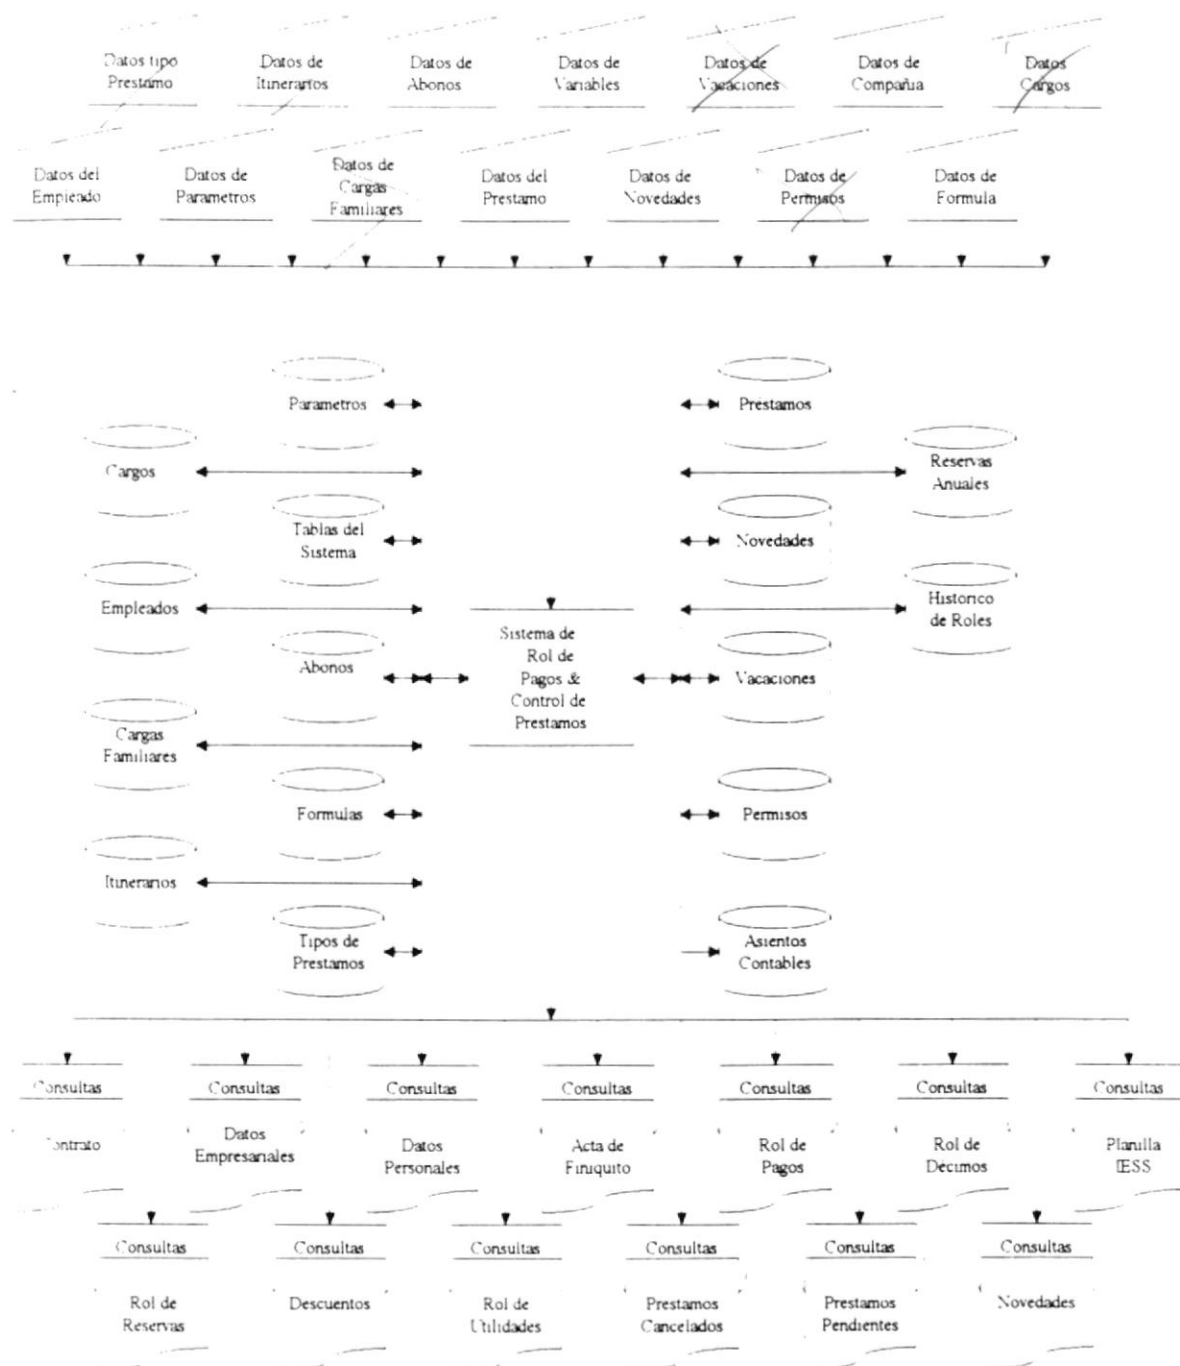 Datos tipo
Prestamo
Datos de
Itinerarios
Datos de
Abonos
Datos de
Variables
Datos de
Vacaciones
Datos de
Compañia
Datos
Cargos
Datos del
Empleado
Datos de
Parametros
Datos de
Cargas
Familiares
Datos del
Prestamo
Datos de
Novedades
Datos de
Permisos
Datos de
Formula
Parametros
Préstamos
Cargos
Reservas
Anuales
Tablas del
Sistema
Novedades
Empleados
Historico
de Roles
Abonos
Sistema de
Rol de
Pagos &
Control de
Prestamos
Vacaciones
Cargas
Familiares
Formulas
Permisos
Itinerarios
Tipos de
Prestamos
Asientos
Contables
Consultas
Consultas
Consultas
Consultas
Consultas
Consultas
Consultas
Contrato
Datos
Empresariales
Datos
Personales
Acta de
Finiquito
Rol de
Pagos
Rol de
Decimos
Planilla
IESS
Consultas
Consultas
Consultas
Consultas
Consultas
Consultas
Rol de
Reservas
Descuentos
Rol de
Utilidades
Prestamos
Cancelados
Prestamos
Pendientes
Novedades